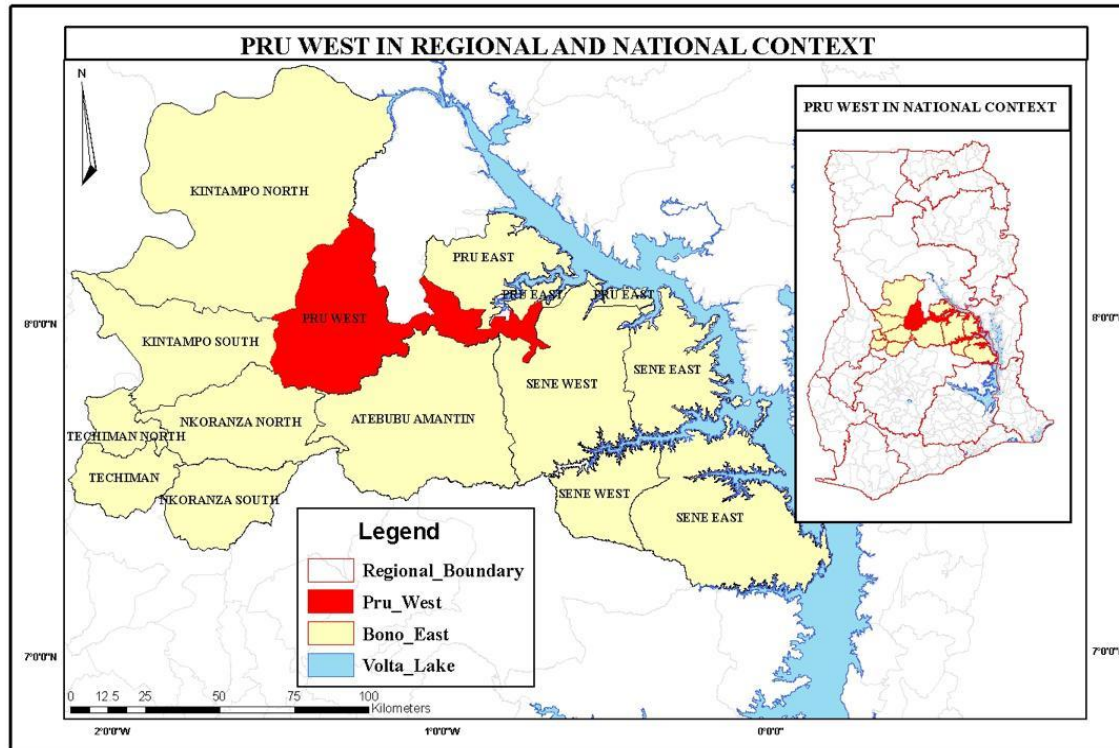 PRU WEST IN REGIONAL AND NATIONAL CONTEXT
N
PRU WEST IN NATIONAL CONTEXT
KINTAMPO NORTH
PRU EAST
PRU EAST
PRU EAST
8°0'0"N
PRU WEST
8°0'0"N
KINTAMPO SOUTH
SENE WEST
SENE EAST
NKORANZA NORTH
ATEBUBU AMANTIN
TECHIMAN NORTH
TECHIMAN
NKORANZA SOUTH
SENE WEST
SENE EAST
Legend
Regional_Boundary
Pru_West
Bono_East
Volta_Lake
7°0'0"N
7°0'0"N
0 12.5 25 50 75 100
Kilometers
2°0'0"W
1°0'0"W
0°0'0"